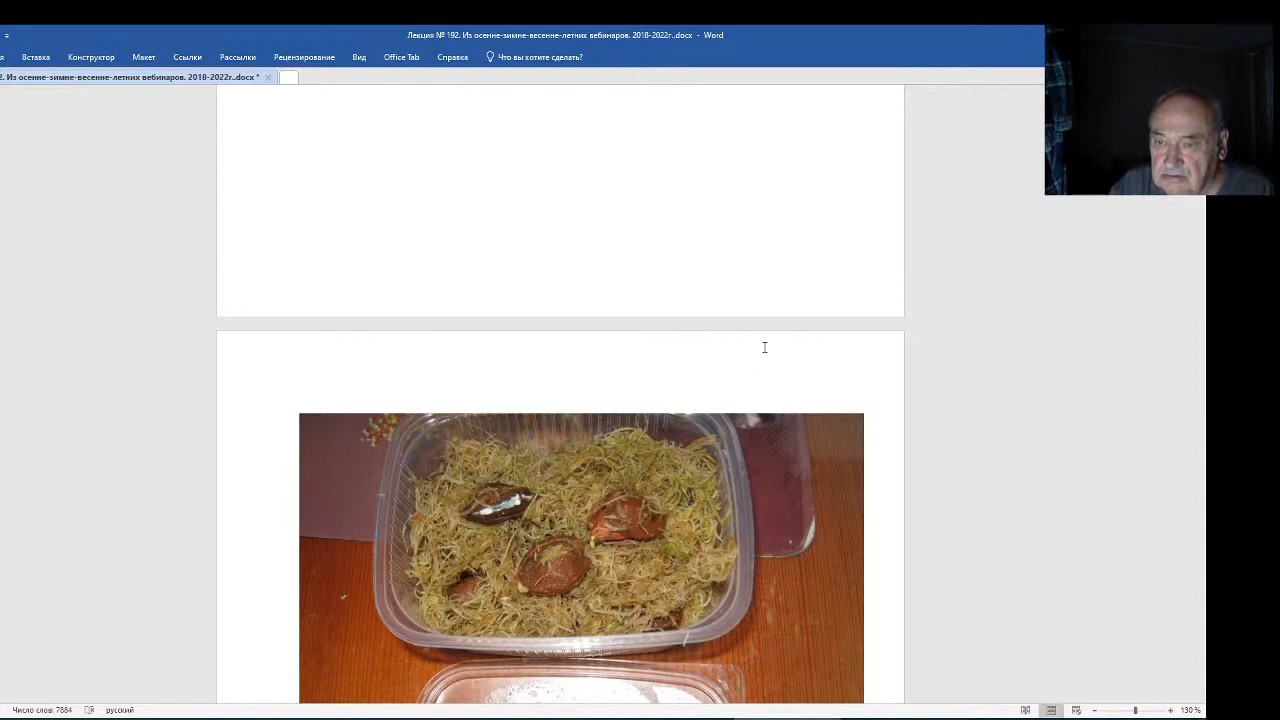 Лекция № 192. Из осенне-зимне-весенне-летних вебинаров. 2018-2022г..docx - Word
я Вставка Конструктор Макет Ссылки Рассылки Рецензирование Вид Office Tab Справка Что вы хотите сделать?
2. Из осенне-зимне-весенне-летних вебинаров. 2018-2022г..docx *
Число слов: 7884 русский 130 %